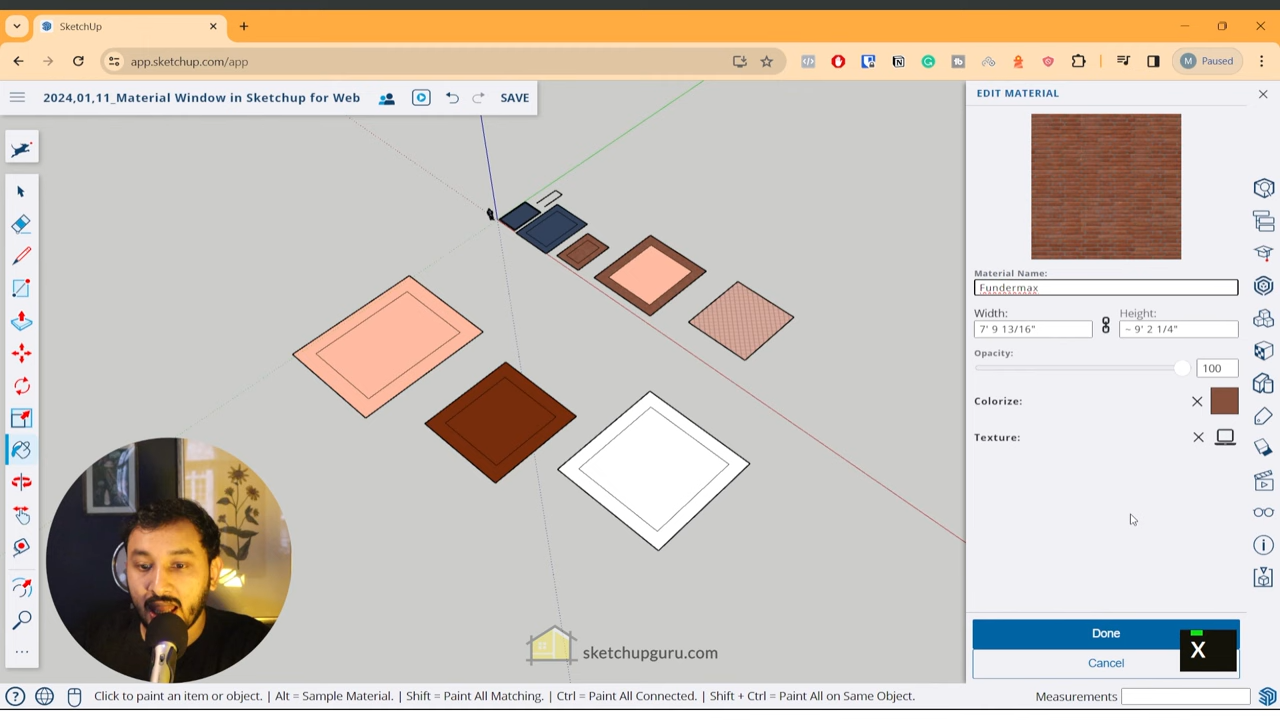 SketchUp
app.sketchup.com/app
M Paused
2024,01,11_Material Window in Sketchup for Web
SAVE
EDIT MATERIAL
Material Name:
Fundermax
Width:
Height:
7' 9 13/16"
~ 9' 2 1/4"
Opacity:
100
Colorize:
Texture:
Done
Cancel
X
sketchupguru.com
Click to paint an item or object. | Alt = Sample Material. | Shift = Paint All Matching. | Ctrl = Paint All Connected. | Shift + Ctrl = Paint All on Same Object.
Measurements